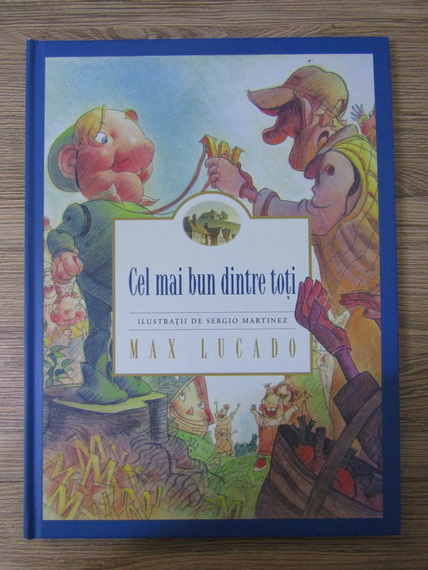 Cel mai bun dintre toți
ILUSTRAȚII DE SERGIO MARTINEZ
MAX LUCADO